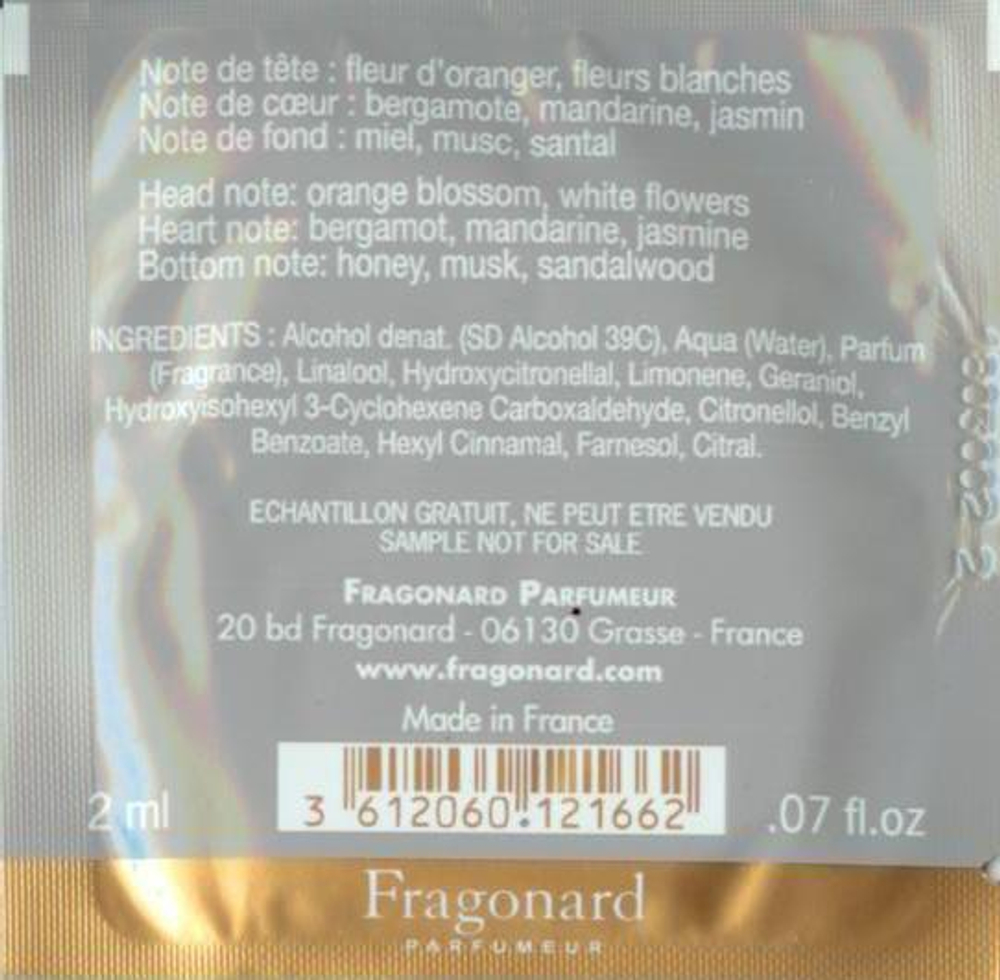 Note de tête : fleur d'oranger, fleurs blanches
Note de cœur : bergamote, mandarine, jasmin
Note de fond : miel, musc, santal
Head note: orange blossom, white flowers
Heart note: bergamot, mandarine, jasmine
Bottom note: honey, musk, sandalwood
INGREDIENTS : Alcohol denat. (SD Alcohol 39C), Aqua (Water), Parfum
(Fragrance), Linalool, Hydroxycitronellal, Limonene, Geraniol,
Hydroxyisohexyl 3-Cyclohexene Carboxaldehyde, Citronellol, Benzyl
Benzoate, Hexyl Cinnamal, Farnesol, Citral.
ECHANTILLON GRATUIT, NE PEUT ETRE VENDU
SAMPLE NOT FOR SALE
FRAGONARD PARFUMEUR
20 bd Fragonard - 06130 Grasse - France
www.fragonard.com
Made in France
3 612060 121662
2 ml
.07 fl.oz
Fragonard
PARFUMEUR